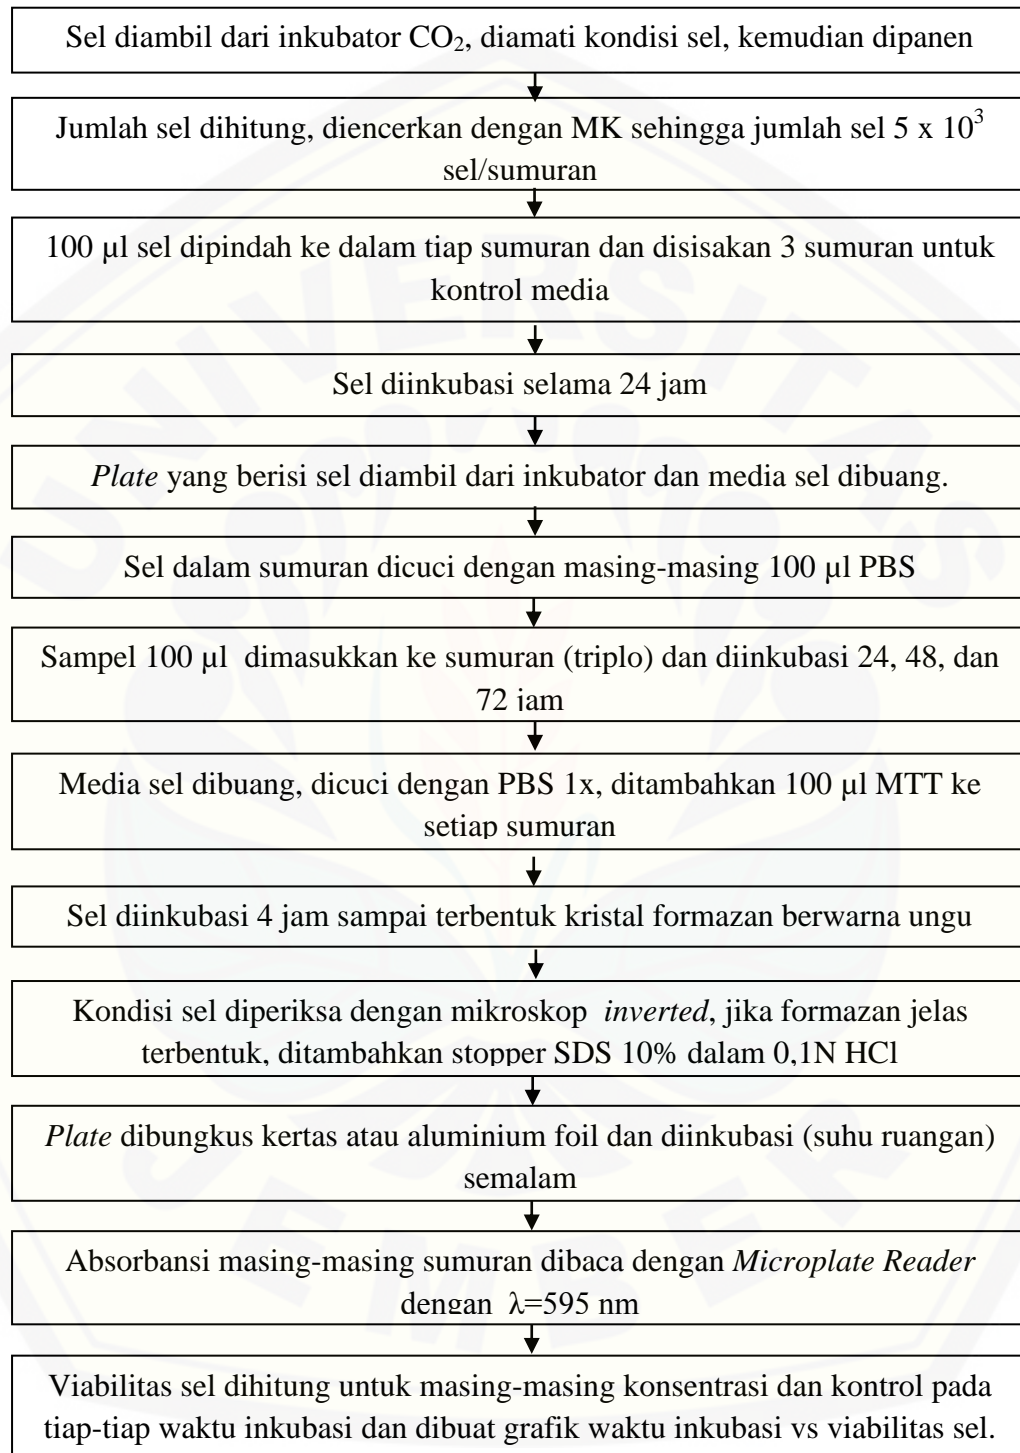 Sel diambil dari inkubator CO₂, diamati kondisi sel, kemudian dipanen
Jumlah sel dihitung, diencerkan dengan MK sehingga jumlah sel 5 x 10³
sel/sumuran
100 µl sel dipindah ke dalam tiap sumuran dan disisakan 3 sumuran untuk
kontrol media
Sel diinkubasi selama 24 jam
Plate yang berisi sel diambil dari inkubator dan media sel dibuang.
Sel dalam sumuran dicuci dengan masing-masing 100 µl PBS
Sampel 100 µl dimasukkan ke sumuran (triplo) dan diinkubasi 24, 48, dan
72 jam
Media sel dibuang, dicuci dengan PBS 1x, ditambahkan 100 µl MTT ke
setiap sumuran
Sel diinkubasi 4 jam sampai terbentuk kristal formazan berwarna ungu
Kondisi sel diperiksa dengan mikroskop inverted, jika formazan jelas
terbentuk, ditambahkan stopper SDS 10% dalam 0,1N HCl
Plate dibungkus kertas atau aluminium foil dan diinkubasi (suhu ruangan)
semalam
Absorbansi masing-masing sumuran dibaca dengan Microplate Reader
dengan λ=595 nm
Viabilitas sel dihitung untuk masing-masing konsentrasi dan kontrol pada
tiap-tiap waktu inkubasi dan dibuat grafik waktu inkubasi vs viabilitas sel.
UNIVERSITAS
JEMBER